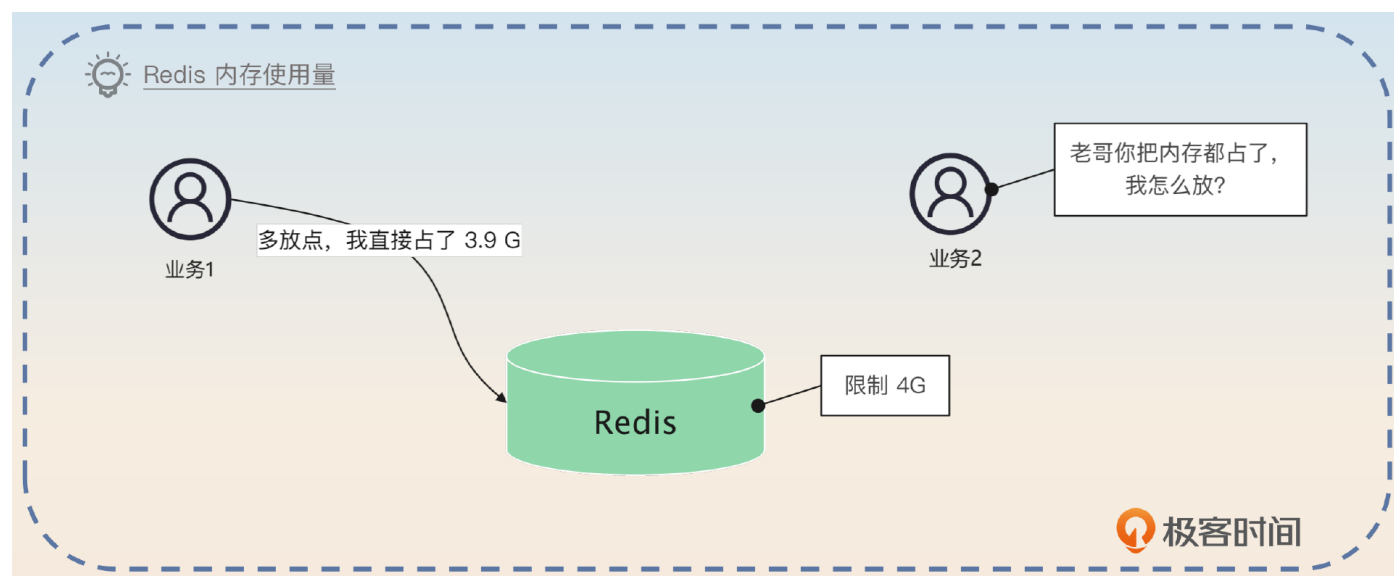 Redis 内存使用量
老哥你把内存都占了，
我怎么放？
多放点，我直接占了 3.9 G
业务1
业务2
限制 4G
Redis
极客时间